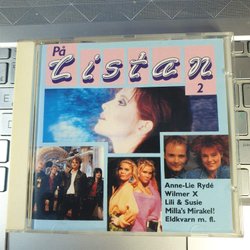 På
Listan
2
Anne-Lie Rydé
Wilmer X
Lili & Susie
Milla's Mirakel!
Eldkvarn m. fl.